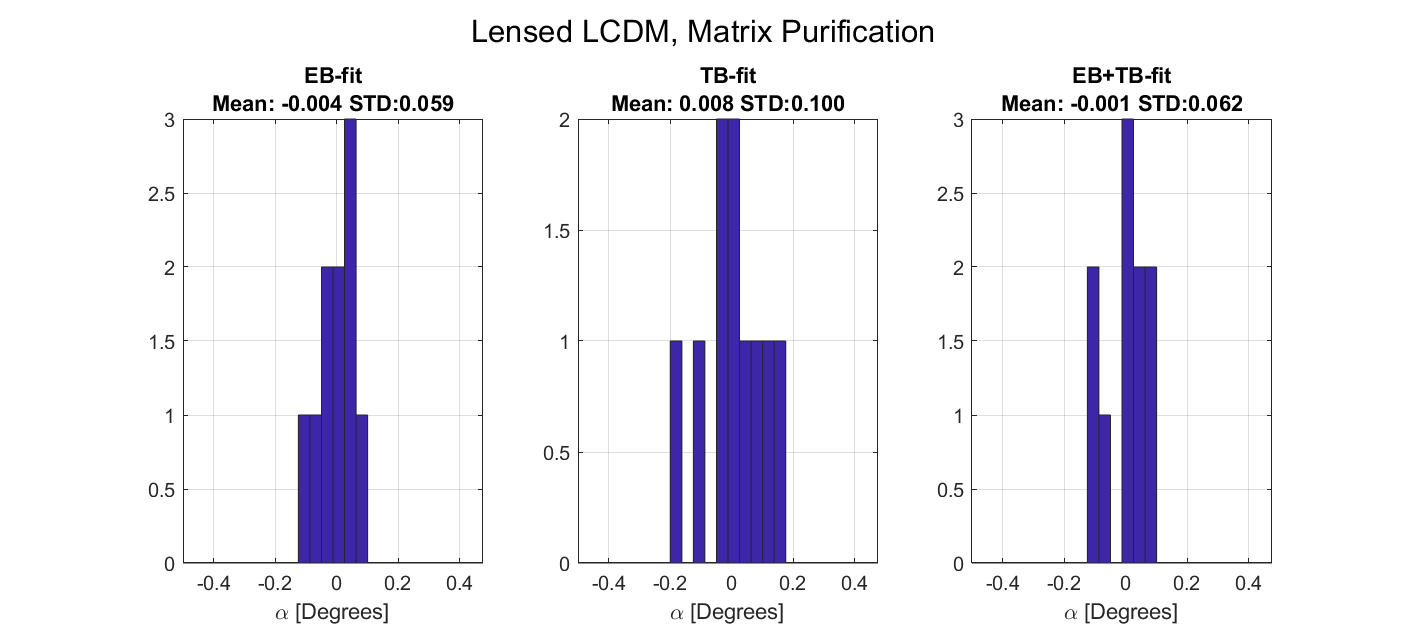 Lensed LCDM, Matrix Purification
EB-fit
Mean: -0.004 STD:0.059
3
2.5
2
1.5
1
0.5
0
-0.4 -0.2 0 0.2 0.4
α [Degrees]
TB-fit
Mean: 0.008 STD:0.100
2
1.5
1
0.5
0
-0.4 -0.2 0 0.2 0.4
α [Degrees]
EB+TB-fit
Mean: -0.001 STD:0.062
3
2.5
2
1.5
1
0.5
0
-0.4 -0.2 0 0.2 0.4
α [Degrees]